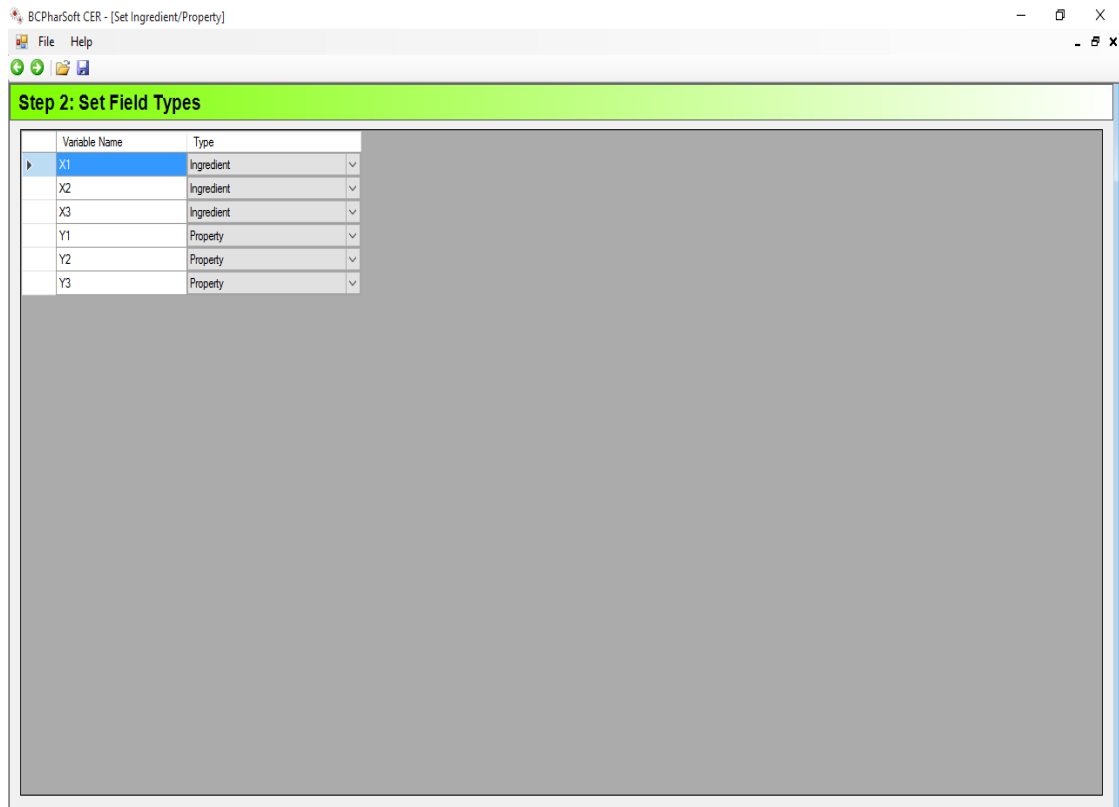 BCPharSoft CER - [Set Ingredient/Property]
File Help
Step 2: Set Field Types
Variable Name Type
X1 Ingredient
X2 Ingredient
X3 Ingredient
Y1 Property
Y2 Property
Y3 Property